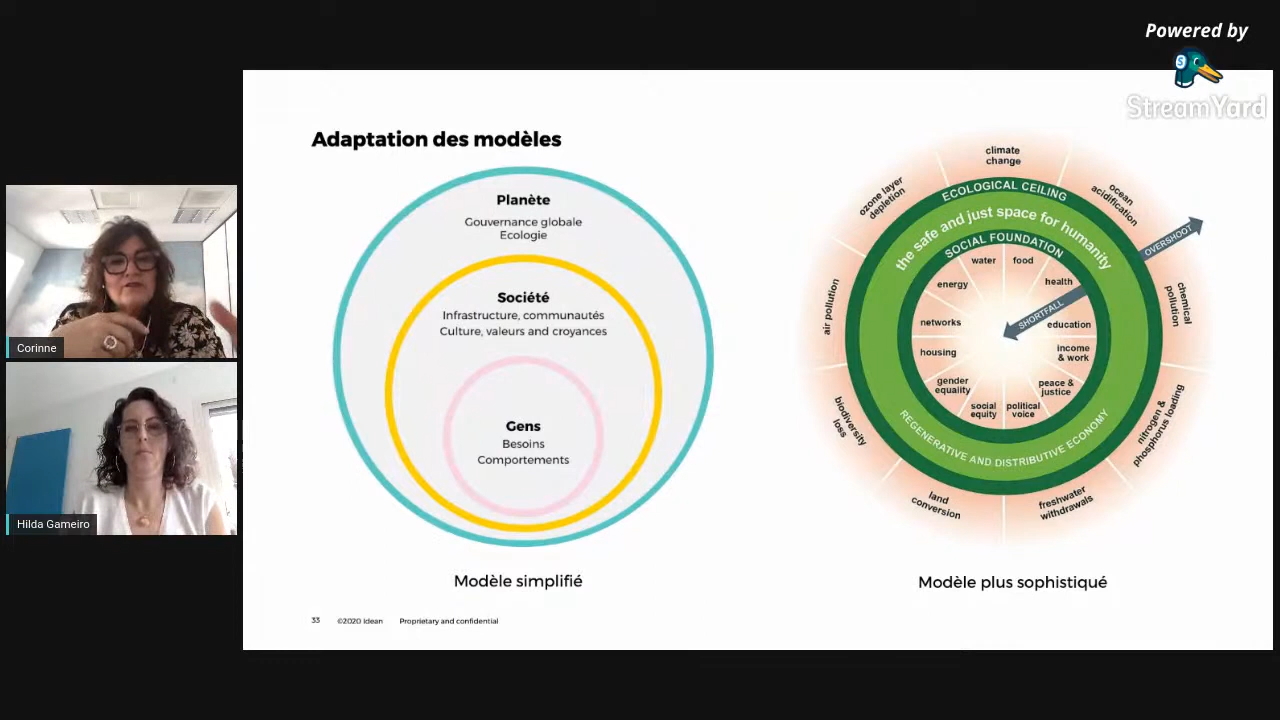 Powered by
StreamYard
Corinne
Hilda Gameiro
Adaptation des modèles
Planète
Gouvernance globale
Ecologie
Société
Infrastructure, communautés
Culture, valeurs and croyances
Gens
Besoins
Comportements
Modèle simplifié
climate
change
ocean
acidification
chemical
pollution
nitrogen &
phosphorus loading
freshwater
withdrawals
land
conversion
biodiversity
loss
air pollution
ozone layer
depletion
ECOLOGICAL CEILING
the safe and just space for humanity
SOCIAL FOUNDATION
OVERSHOOT
SHORTFALL
water
food
health
education
income
& work
peace &
justice
political
voice
social
equity
gender
equality
housing
networks
energy
REGENERATIVE AND DISTRIBUTIVE ECONOMY
Modèle plus sophistiqué
33 ©2020 Idean Proprietary and confidential